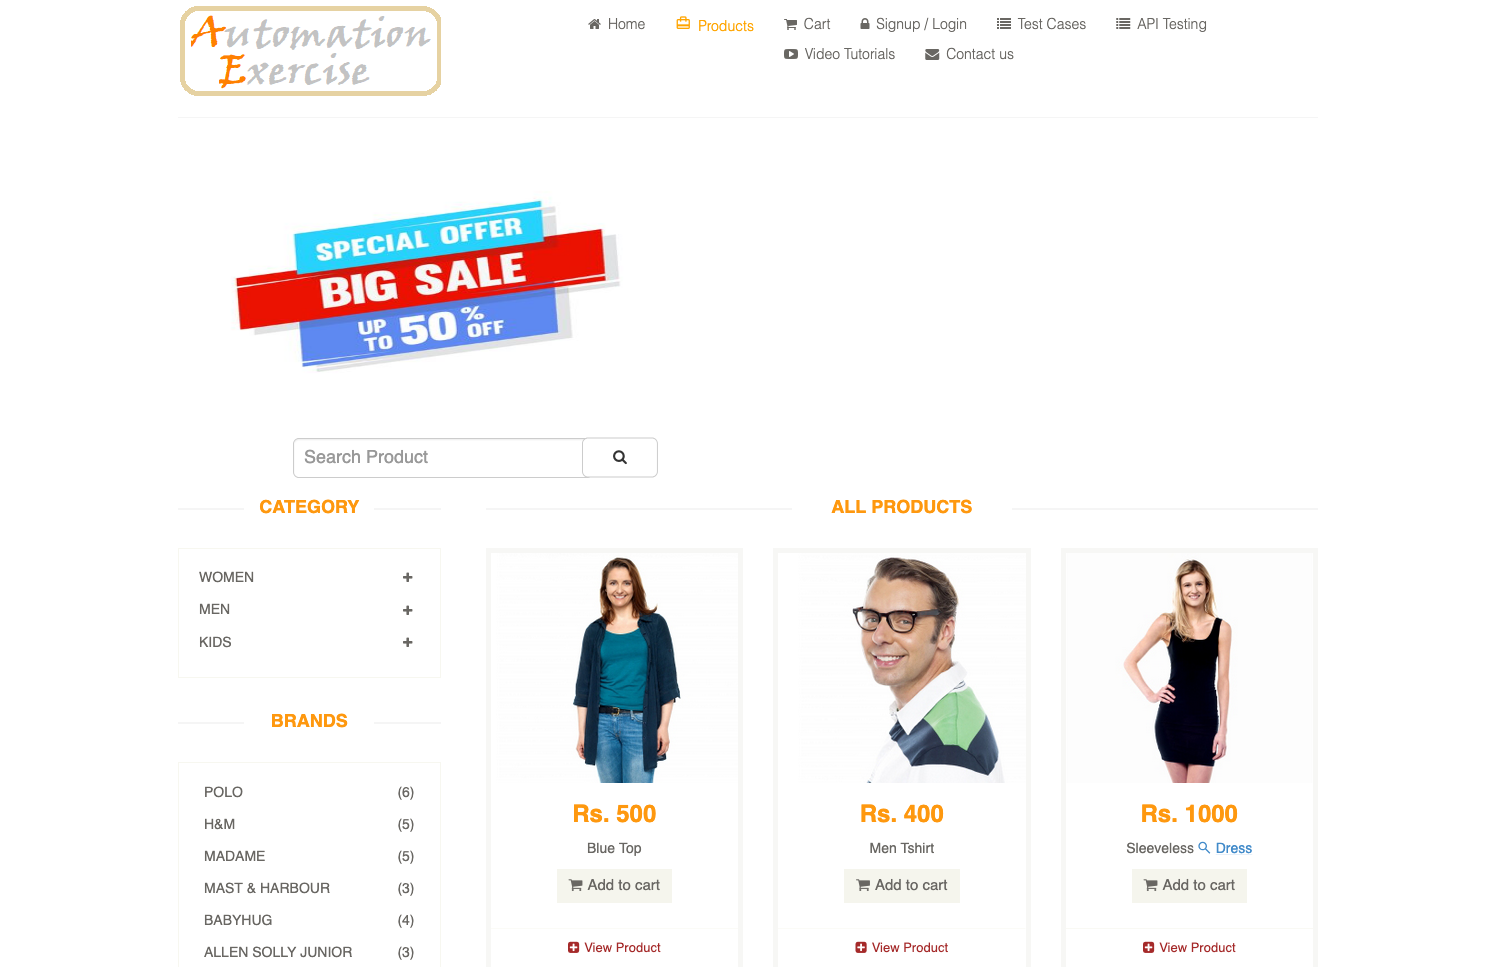 Automation
Exercise
Home
Products
Cart
Signup / Login
Test Cases
API Testing
Video Tutorials
Contact us
SPECIAL OFFER
BIG SALE
UP TO 50 % OFF
Search Product
CATEGORY
WOMEN
MEN
KIDS
BRANDS
POLO (6)
H&M (5)
MADAME (5)
MAST & HARBOUR (3)
BABYHUG (4)
ALLEN SOLLY JUNIOR (3)
ALL PRODUCTS
Rs. 500
Blue Top
Add to cart
View Product
Rs. 400
Men Tshirt
Add to cart
View Product
Rs. 1000
Sleeveless Dress
Add to cart
View Product